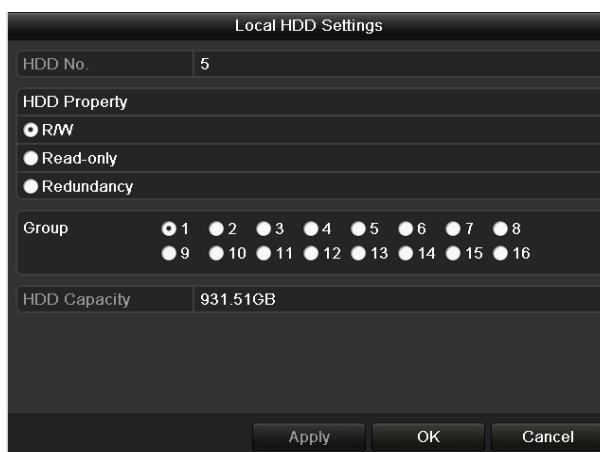 Local HDD Settings
HDD No. 5
HDD Property
R/W
Read-only
Redundancy
Group 1 2 3 4 5 6 7 8
9 10 11 12 13 14 15 16
HDD Capacity 931.51GB
Apply OK Cancel